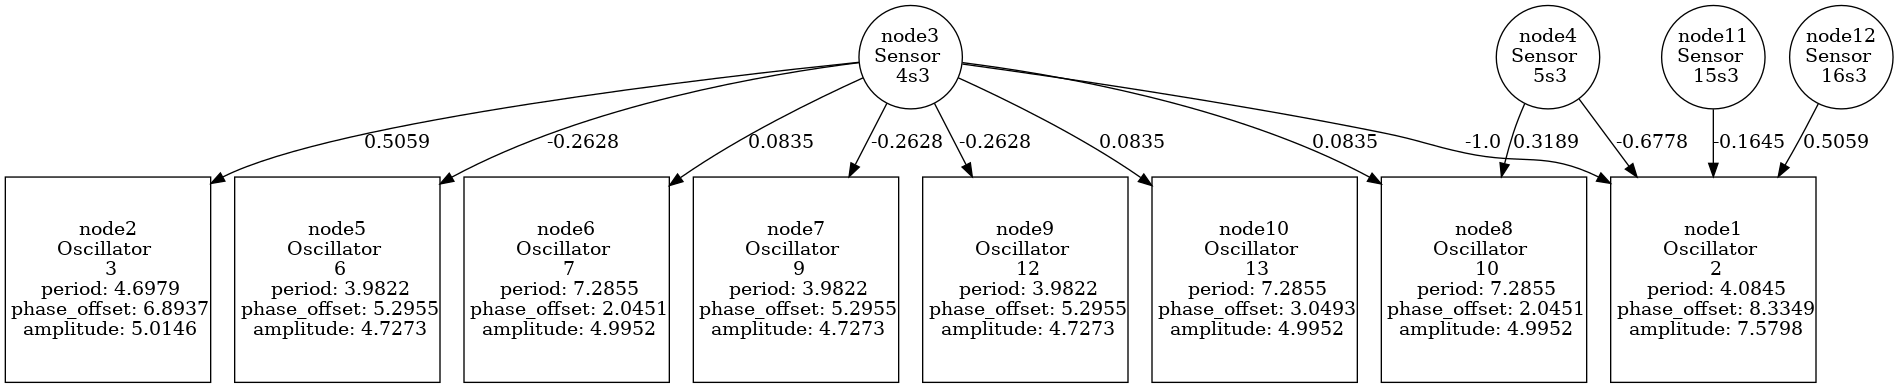 node3
Sensor
4s3
node4
Sensor
5s3
node11
Sensor
15s3
node12
Sensor
16s3
0.5059
-0.2628
0.0835
-0.2628
-0.2628
0.0835
0.0835
-1.0
0.3189
-0.6778
-0.1645
0.5059
node2
Oscillator
3
period: 4.6979
phase_offset: 6.8937
amplitude: 5.0146
node5
Oscillator
6
period: 3.9822
phase_offset: 5.2955
amplitude: 4.7273
node6
Oscillator
7
period: 7.2855
phase_offset: 2.0451
amplitude: 4.9952
node7
Oscillator
9
period: 3.9822
phase_offset: 5.2955
amplitude: 4.7273
node9
Oscillator
12
period: 3.9822
phase_offset: 5.2955
amplitude: 4.7273
node10
Oscillator
13
period: 7.2855
phase_offset: 3.0493
amplitude: 4.9952
node8
Oscillator
10
period: 7.2855
phase_offset: 2.0451
amplitude: 4.9952
node1
Oscillator
2
period: 4.0845
phase_offset: 8.3349
amplitude: 7.5798